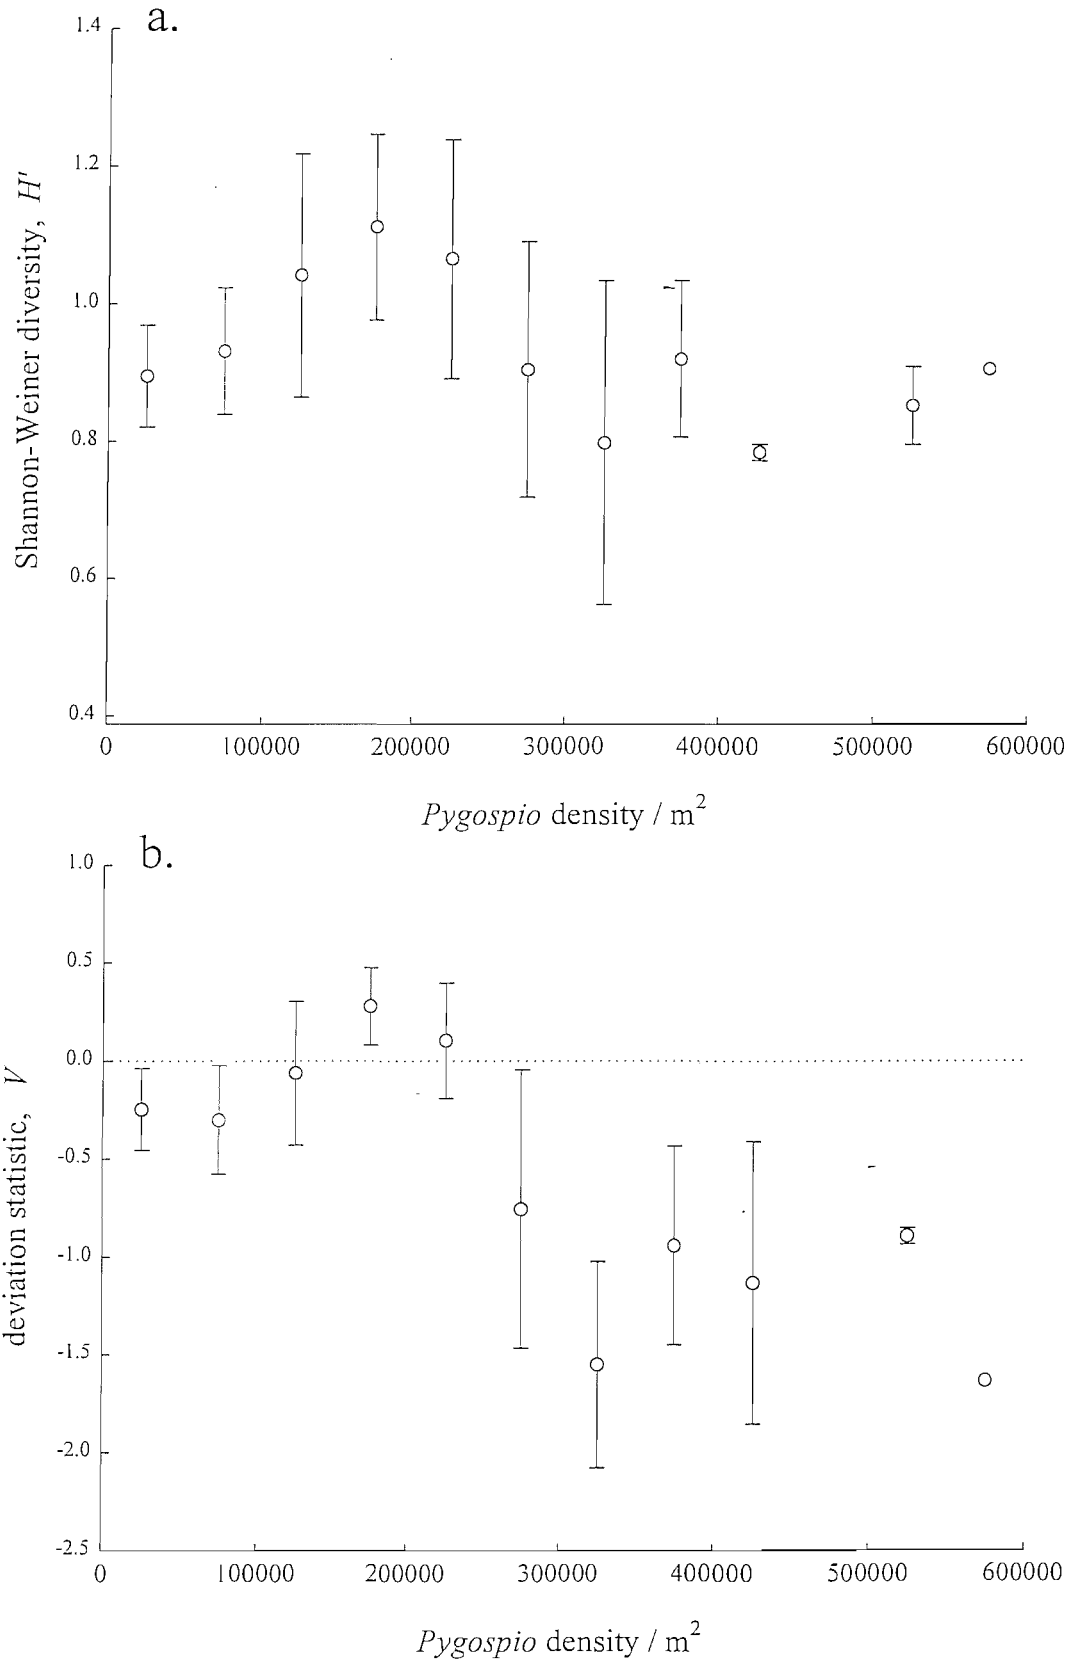 a.
1.4
1.2
1.0
0.8
0.6
0.4
Shannon-Weiner diversity, H'
0 100000 200000 300000 400000 500000 600000
Pygospio density / m2
b.
1.0
0.5
0.0
-0.5
-1.0
-1.5
-2.0
-2.5
deviation statistic, V
0 100000 200000 300000 400000 500000 600000
Pygospio density / m2